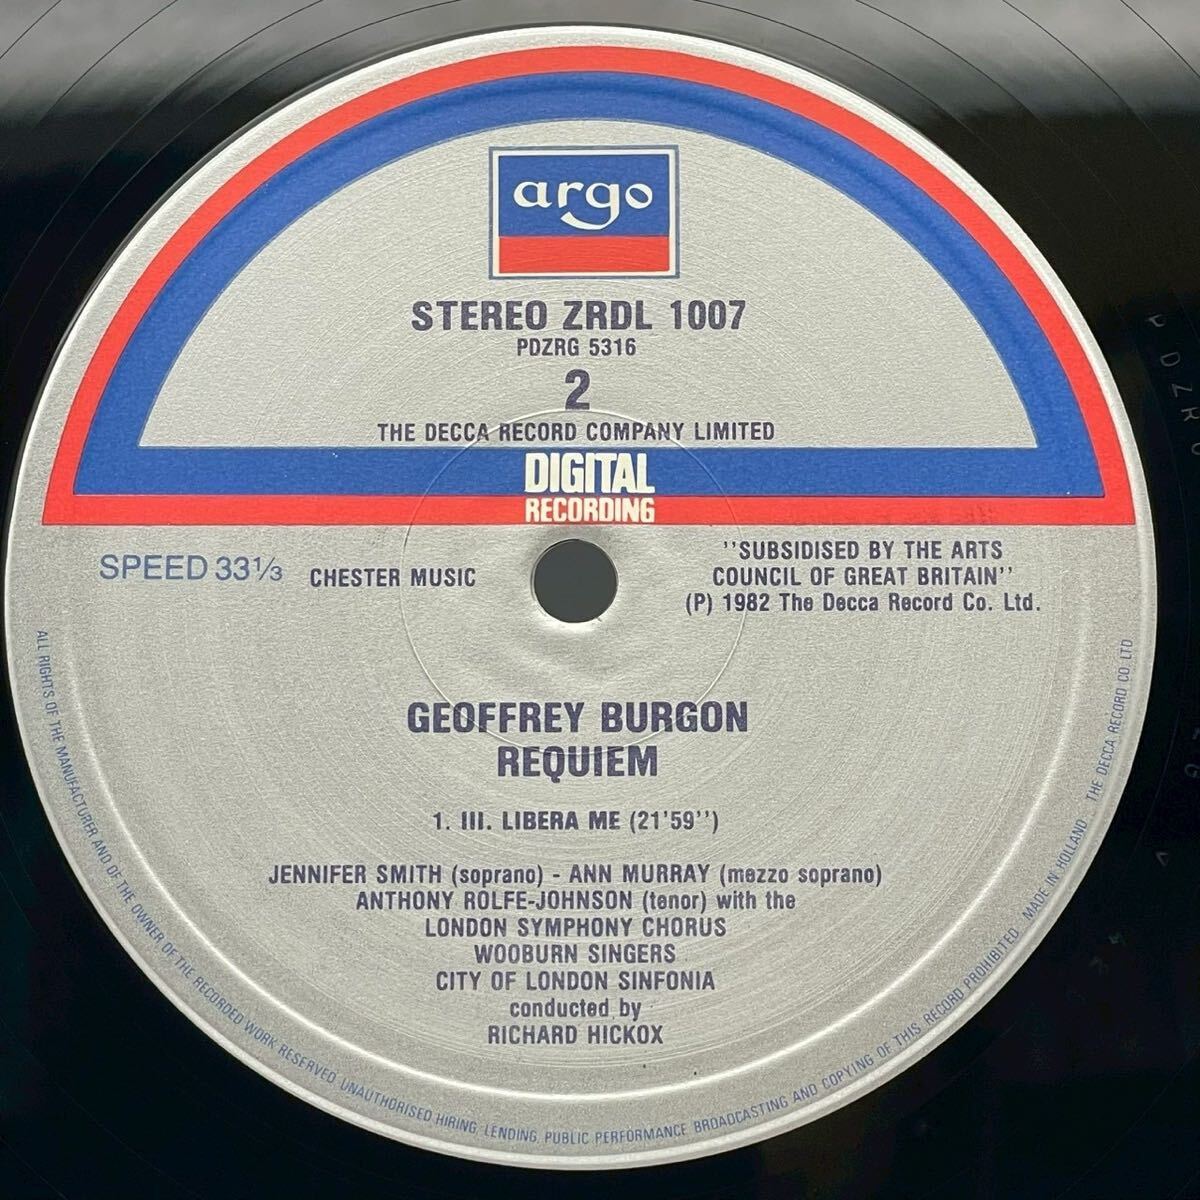 argo
STEREO ZRDL 1007
PDZRG 5316
2
THE DECCA RECORD COMPANY LIMITED
DIGITAL
RECORDING
SPEED 33⅓
CHESTER MUSIC
''SUBSIDISED BY THE ARTS
COUNCIL OF GREAT BRITAIN''
(P) 1982 The Decca Record Co. Ltd.
GEOFFREY BURGON
REQUIEM
1. III. LIBERA ME (21'59'')
JENNIFER SMITH (soprano) - ANN MURRAY (mezzo soprano)
ANTHONY ROLFE-JOHNSON (tenor) with the
LONDON SYMPHONY CHORUS
WOOBURN SINGERS
CITY OF LONDON SINFONIA
conducted by
RICHARD HICKOX
ALL RIGHTS OF THE MANUFACTURER AND OF THE OWNER OF THE RECORDED WORK RESERVED UNAUTHORISED HIRING, LENDING, PUBLIC PERFORMANCE BROADCASTING AND COPYING OF THIS RECORD PROHIBITED MADE IN HOLLAND THE DECCA RECORD CO LTD